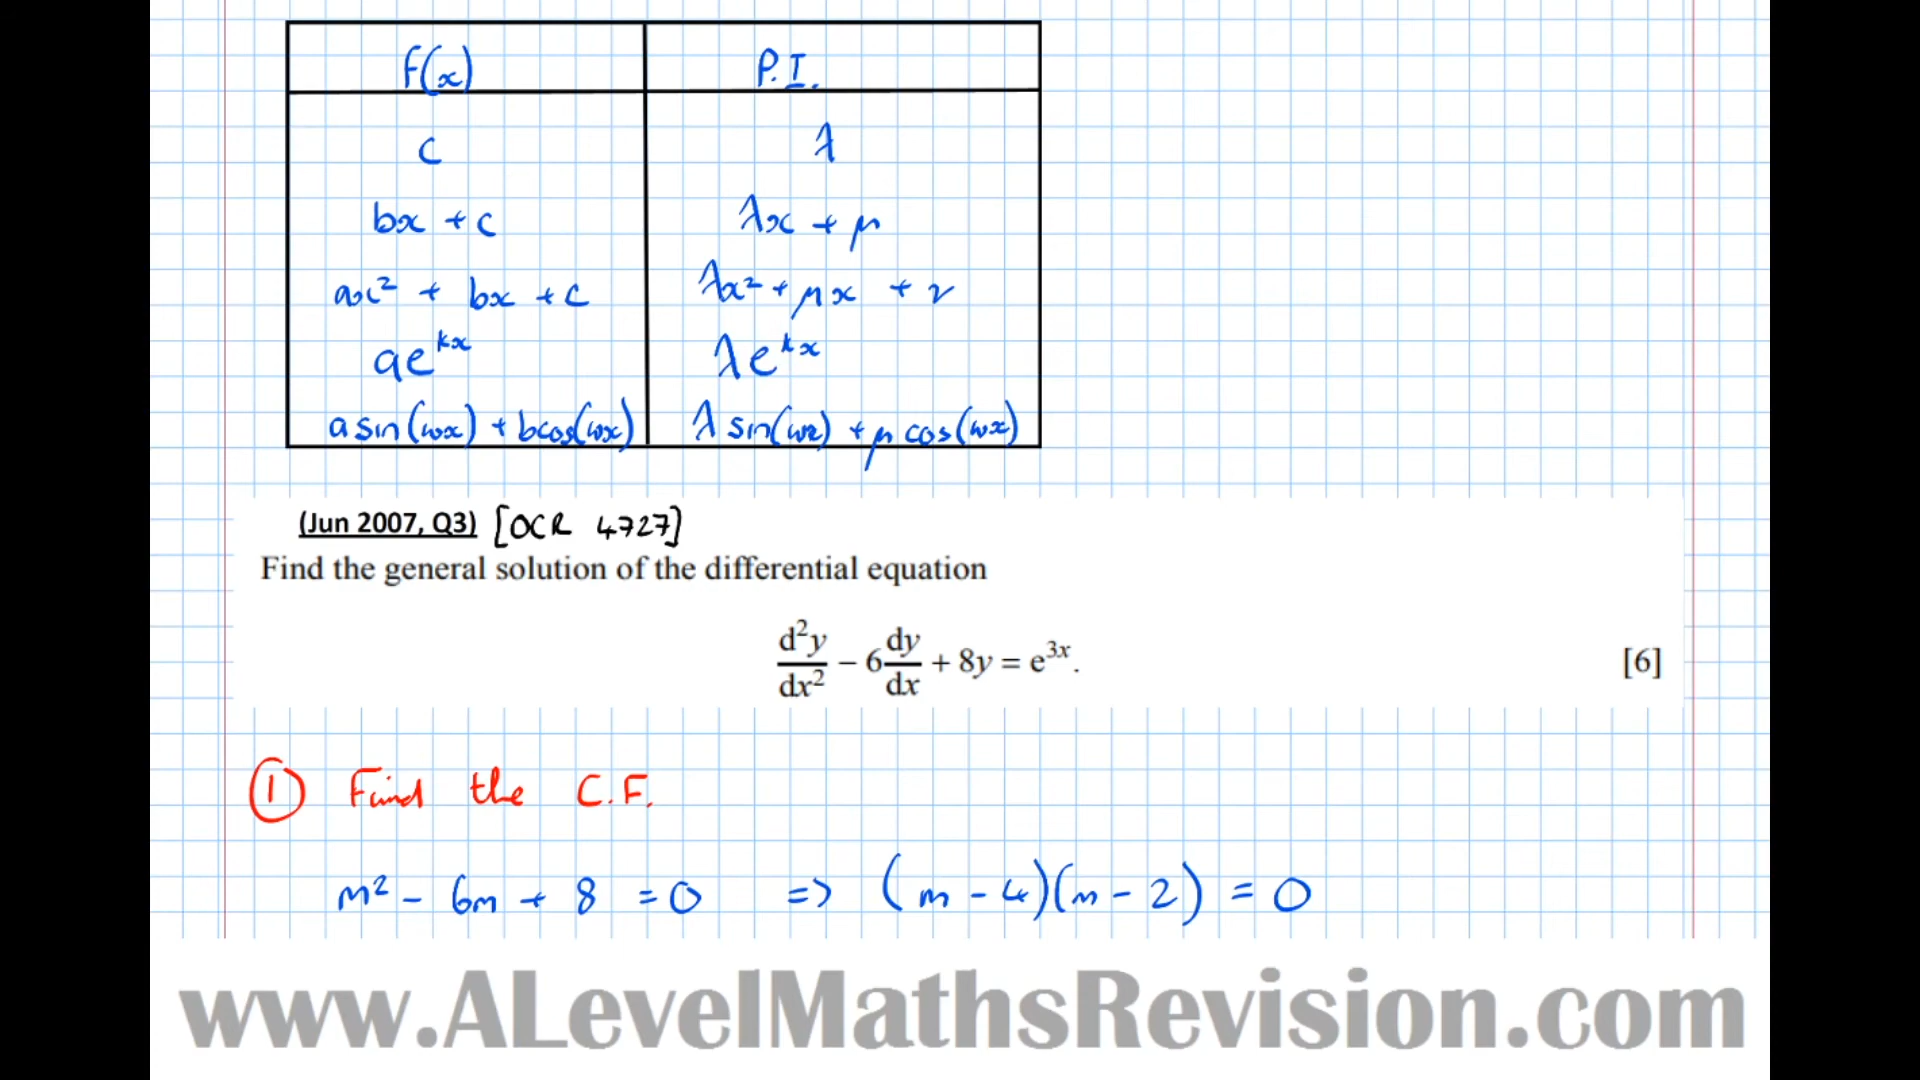 f(x) P.I.
c λ
bx + c λx + μ
ax² + bx + c λx² + μx + ν
ae^{kx} λe^{kx}
a sin(ωx) + b cos(ωx) λ sin(ωx) + μ cos(ωx)
(Jun 2007, Q3) [OCR 4727]
Find the general solution of the differential equation
d²y/dx² − 6 dy/dx + 8y = e^{3x}. [6]
① Find the C.F.
m² − 6m + 8 = 0 ⇒ (m − 4)(m − 2) = 0
www.ALevelMathsRevision.com